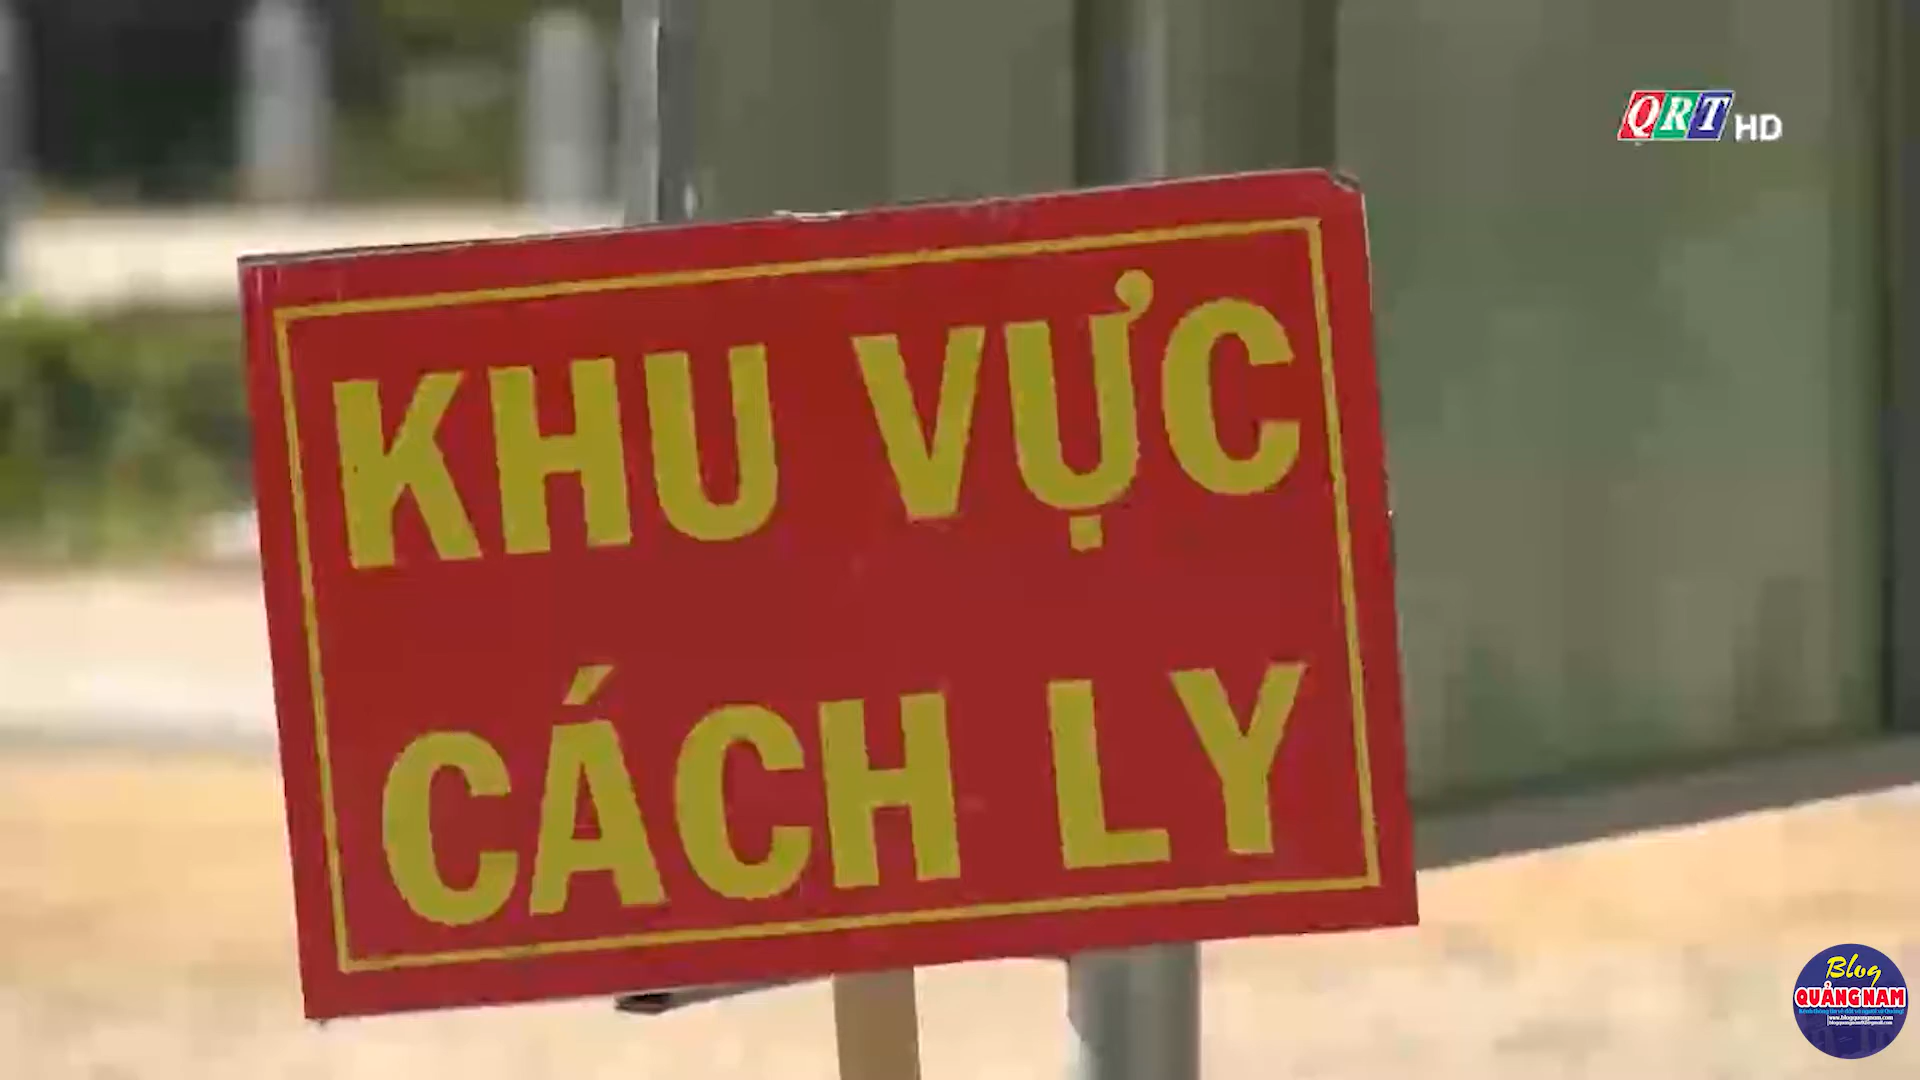 QRT HD
KHU VỰC
CÁCH LY
Blog
QUẢNG NAM